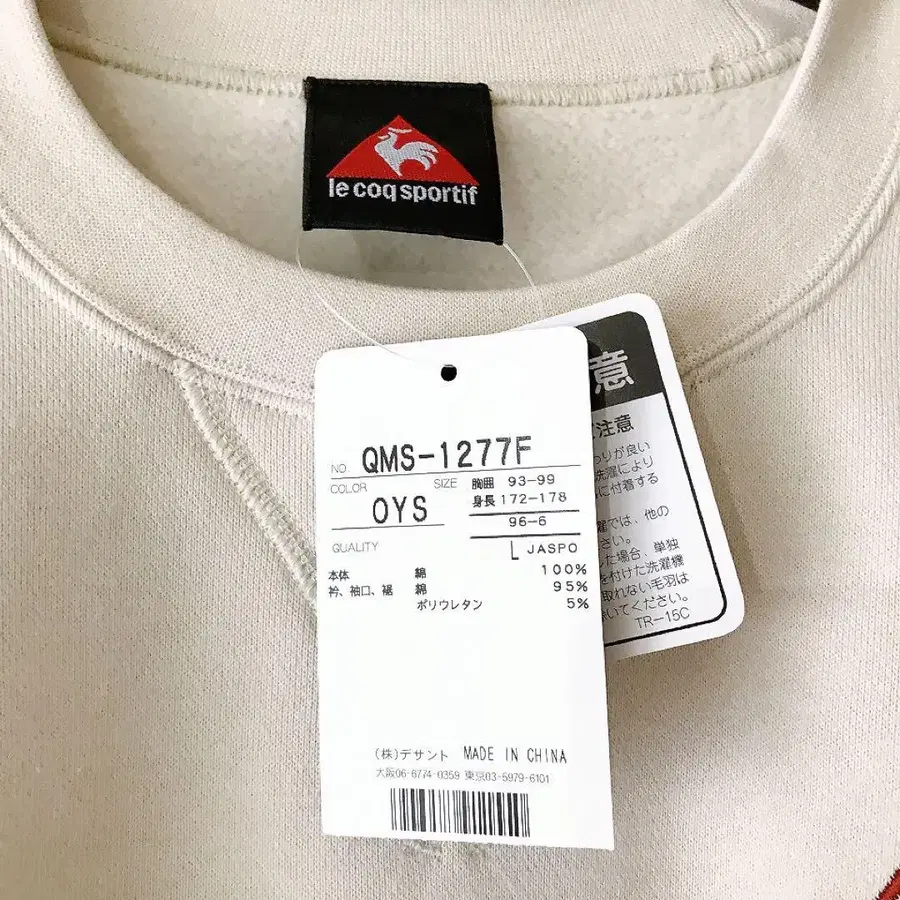 le coq sportif
意
NO. QMS-1277F
COLOR OYS
SIZE 胸囲 93-99
身長 172-178
96-6
L JASPO
QUALITY
本体 綿 100%
衿、袖口、裾 綿 95%
ポリウレタン 5%
(株)デサント MADE IN CHINA
大阪06-6774-0359 東京03-5979-6101
注意
りが良い
洗濯により
に付着する
では、他の
さい。
した場合、単独
を付けた洗濯機
取れない毛羽は
いてください。
TR-15C